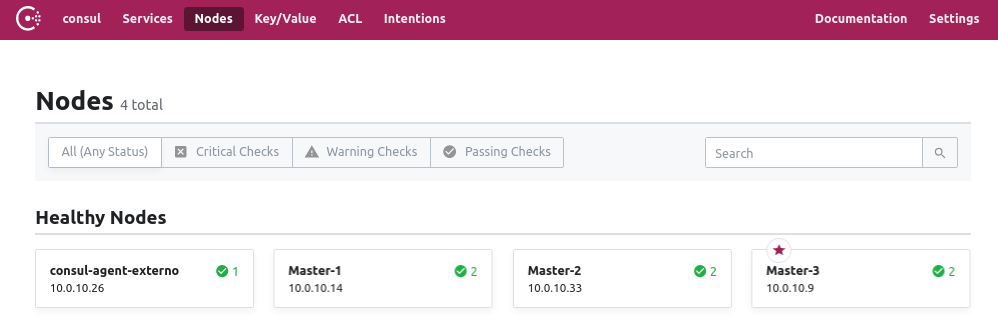 consul Services Nodes Key/Value ACL Intentions Documentation Settings
Nodes 4 total
All (Any Status) Critical Checks Warning Checks Passing Checks Search
Healthy Nodes
consul-agent-externo 1
10.0.10.26
Master-1 2
10.0.10.14
Master-2 2
10.0.10.33
Master-3 2
10.0.10.9